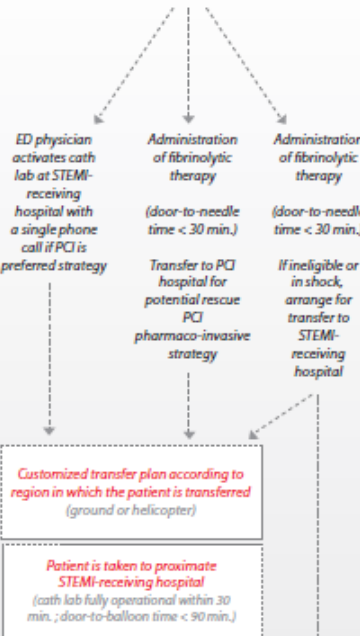 ED physician
activates cath
lab at STEMI-
receiving
hospital with
a single phone
call if PCI is
preferred strategy
Administration
of fibrinolytic
therapy
(door-to-needle
time < 30 min.)
Transfer to PCI
hospital for
potential rescue
PCI
pharmaco-invasive
strategy
Administration
of fibrinolytic
therapy
(door-to-needle
time < 30 min.)
If ineligible or
in shock,
arrange for
transfer to
STEMI-
receiving
hospital
Customized transfer plan according to
region in which the patient is transferred
(ground or helicopter)
Patient is taken to proximate
STEMI-receiving hospital
(cath lab fully operational within 30
min. ; door-to-balloon time < 90 min.)